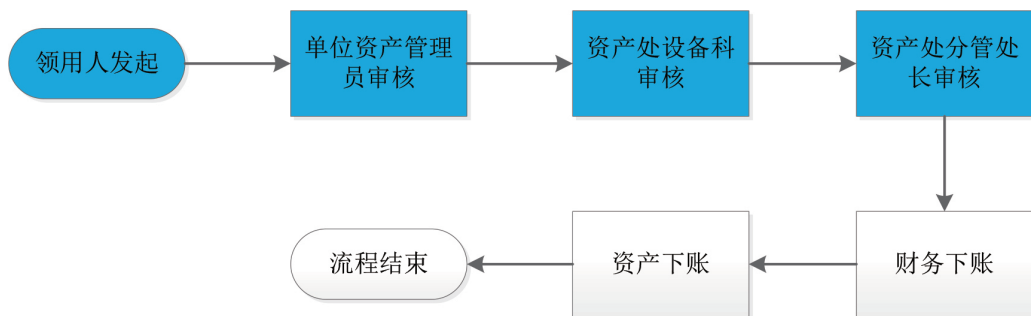 领用人发起
单位资产管理
员审核
资产处设备科
审核
资产处分管处
长审核
财务下账
资产下账
流程结束